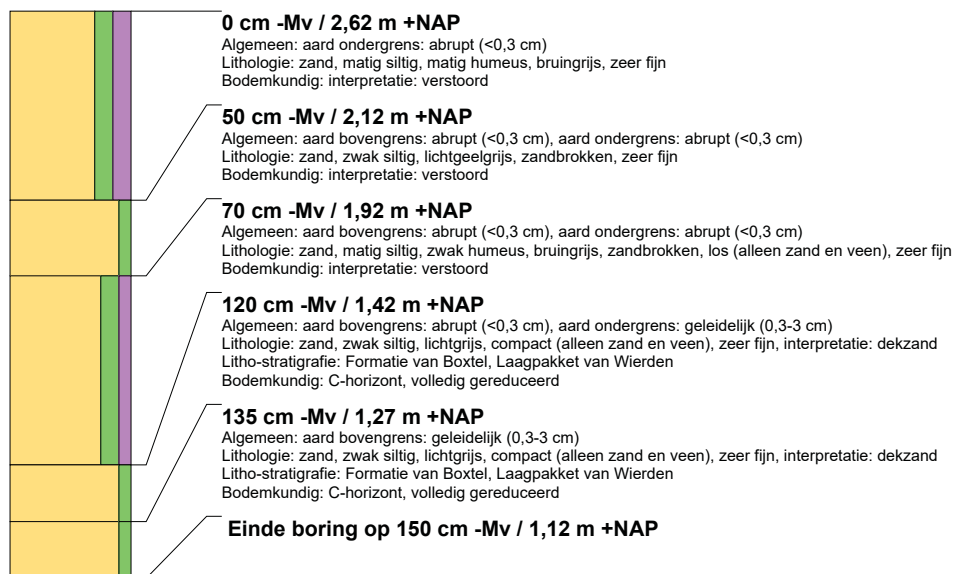 0 cm -Mv / 2,62 m +NAP
Algemeen: aard ondergrens: abrupt (<0,3 cm)
Lithologie: zand, matig siltig, matig humeus, bruingrijs, zeer fijn
Bodemkundig: interpretatie: verstoord
50 cm -Mv / 2,12 m +NAP
Algemeen: aard bovengrens: abrupt (<0,3 cm), aard ondergrens: abrupt (<0,3 cm)
Lithologie: zand, zwak siltig, lichtgeelgrijs, zandbrokken, zeer fijn
Bodemkundig: interpretatie: verstoord
70 cm -Mv / 1,92 m +NAP
Algemeen: aard bovengrens: abrupt (<0,3 cm), aard ondergrens: abrupt (<0,3 cm)
Lithologie: zand, matig siltig, zwak humeus, bruingrijs, zandbrokken, los (alleen zand en veen), zeer fijn
Bodemkundig: interpretatie: verstoord
120 cm -Mv / 1,42 m +NAP
Algemeen: aard bovengrens: abrupt (<0,3 cm), aard ondergrens: geleidelijk (0,3-3 cm)
Lithologie: zand, zwak siltig, lichtgrijs, compact (alleen zand en veen), zeer fijn, interpretatie: dekzand
Litho-stratigrafie: Formatie van Boxtel, Laagpakket van Wierden
Bodemkundig: C-horizont, volledig gereduceerd
135 cm -Mv / 1,27 m +NAP
Algemeen: aard bovengrens: geleidelijk (0,3-3 cm)
Lithologie: zand, zwak siltig, lichtgrijs, compact (alleen zand en veen), zeer fijn, interpretatie: dekzand
Litho-stratigrafie: Formatie van Boxtel, Laagpakket van Wierden
Bodemkundig: C-horizont, volledig gereduceerd
Einde boring op 150 cm -Mv / 1,12 m +NAP